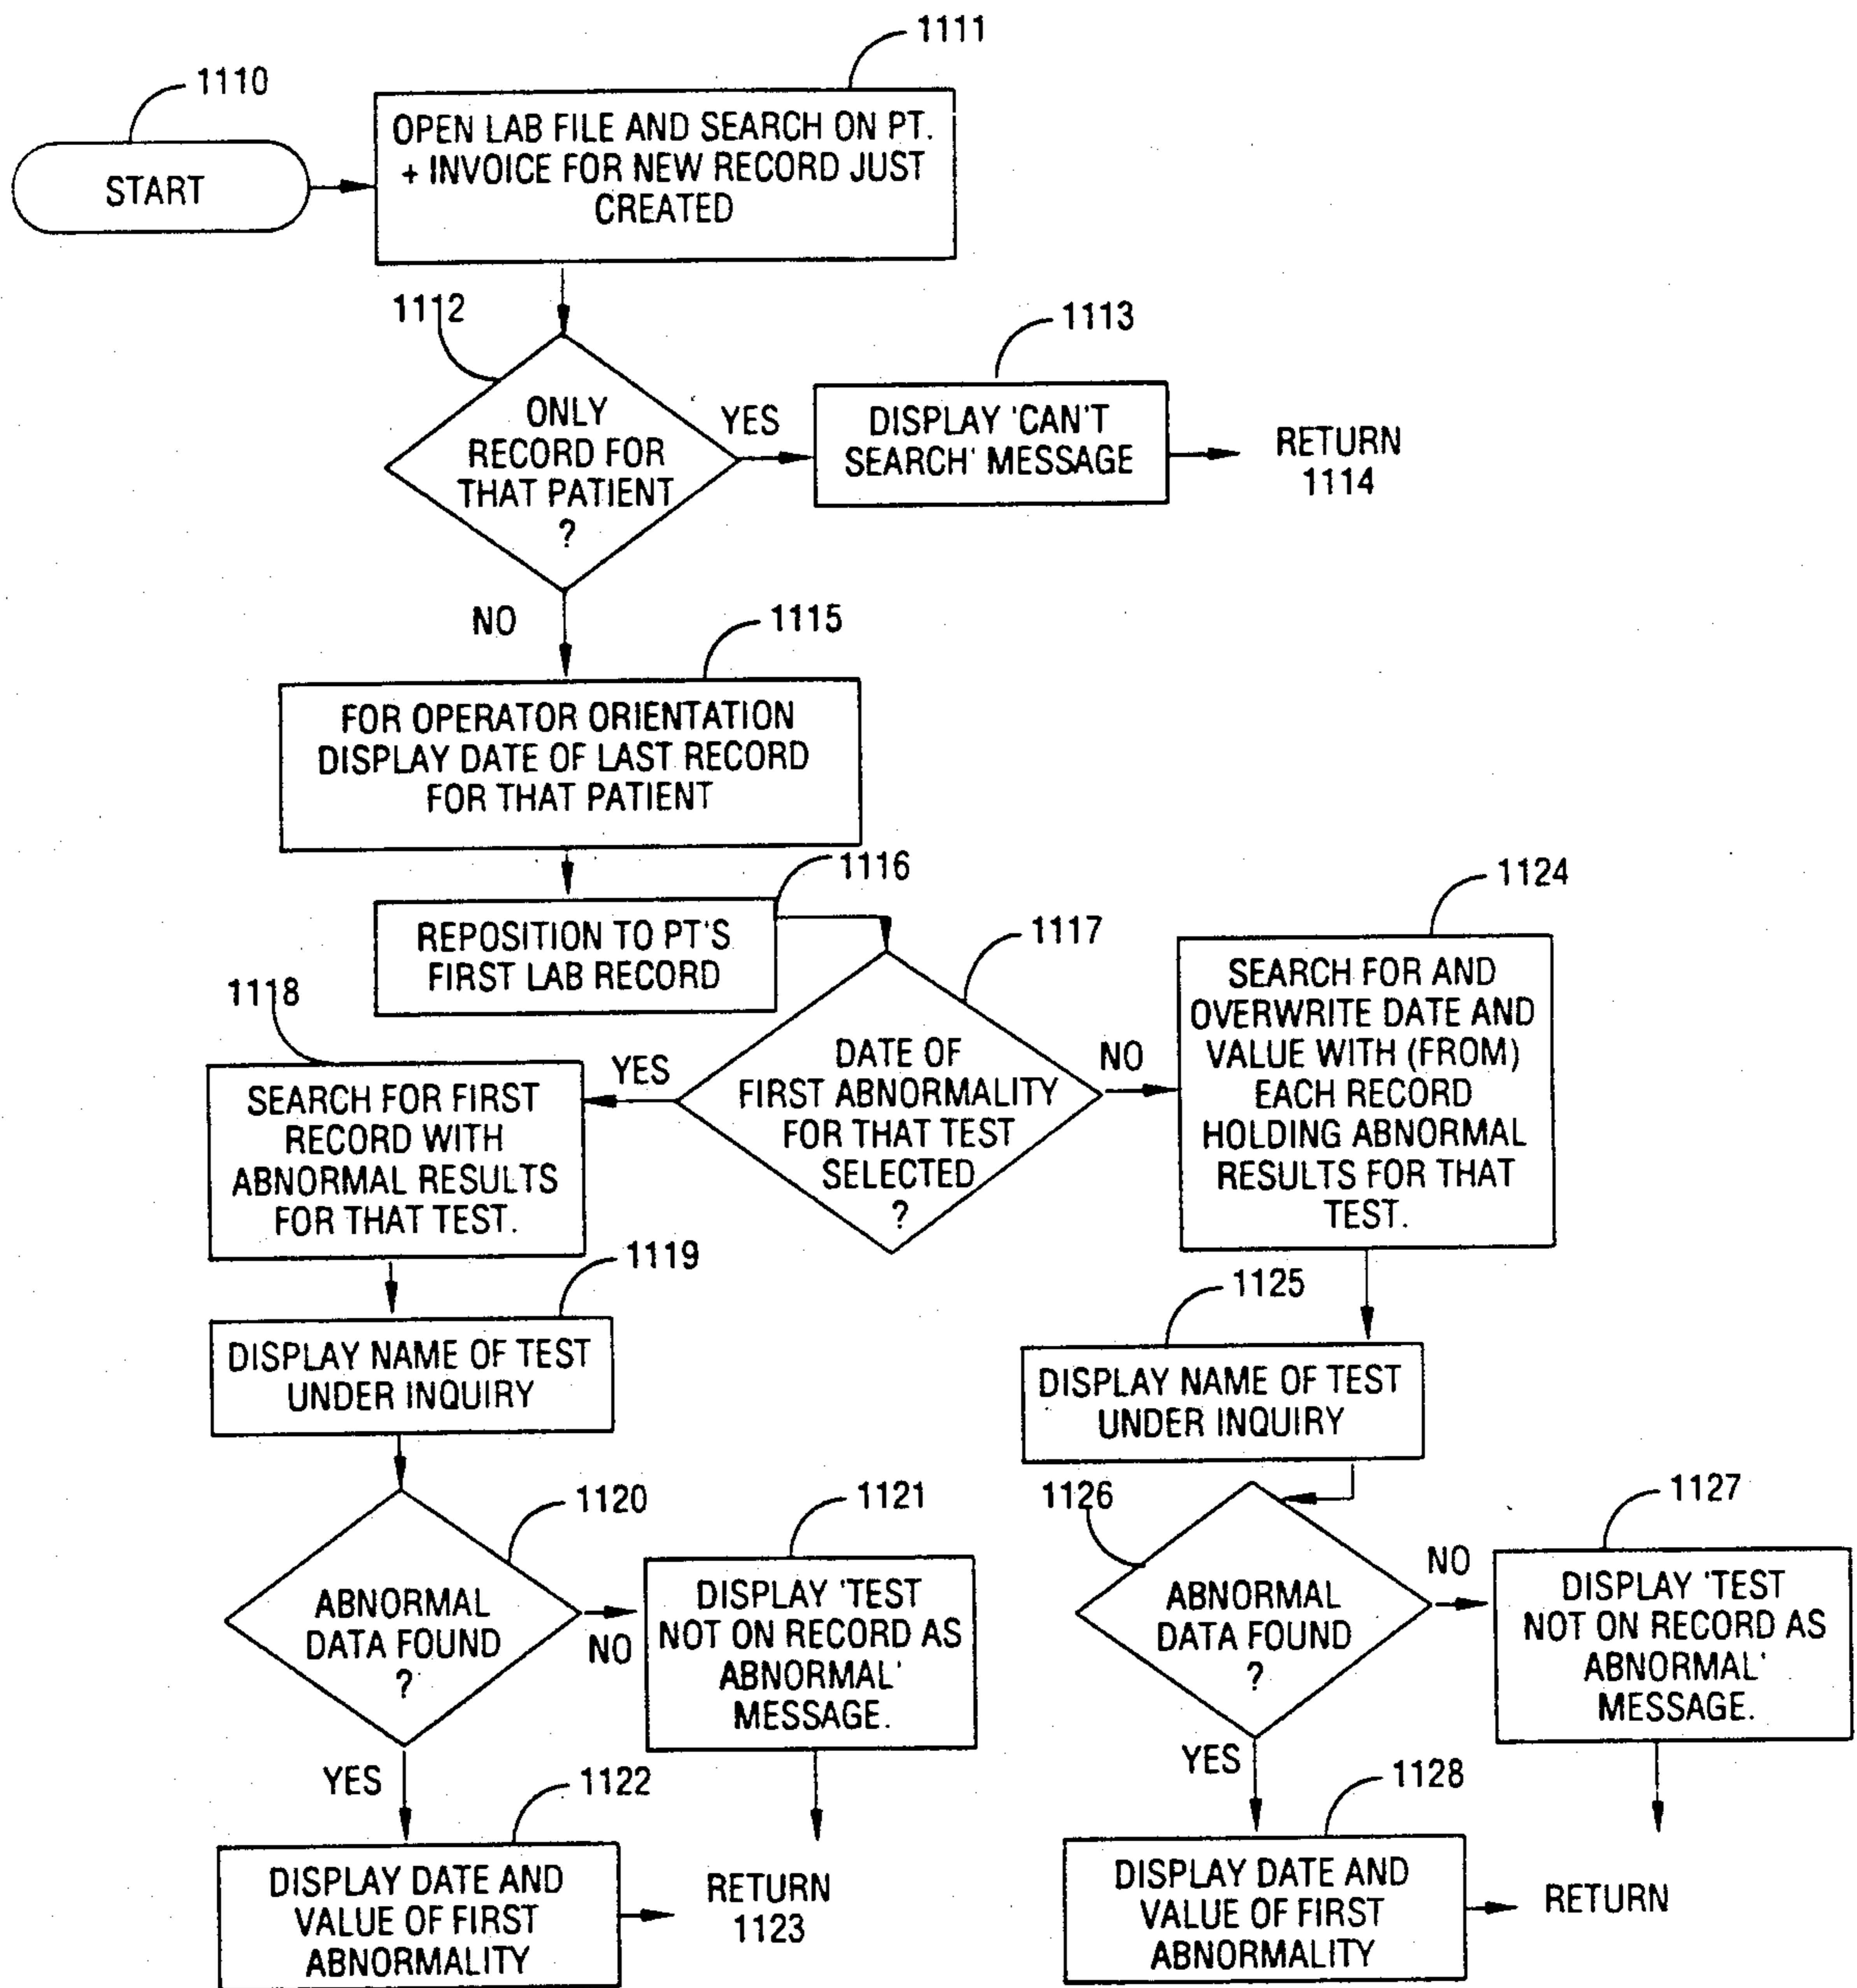 1111
1110
OPEN LAB FILE AND SEARCH ON PT.
+ INVOICE FOR NEW RECORD JUST
CREATED
START
1112
1113
ONLY
RECORD FOR
THAT PATIENT
?
YES
DISPLAY 'CAN'T
SEARCH' MESSAGE
RETURN
1114
NO
1115
FOR OPERATOR ORIENTATION
DISPLAY DATE OF LAST RECORD
FOR THAT PATIENT
1116
REPOSITION TO PT'S
FIRST LAB RECORD
1117
DATE OF
FIRST ABNORMALITY
FOR THAT TEST
SELECTED
?
YES
NO
1118
SEARCH FOR FIRST
RECORD WITH
ABNORMAL RESULTS
FOR THAT TEST.
1124
SEARCH FOR AND
OVERWRITE DATE AND
VALUE WITH (FROM)
EACH RECORD
HOLDING ABNORMAL
RESULTS FOR THAT
TEST.
1119
DISPLAY NAME OF TEST
UNDER INQUIRY
1125
DISPLAY NAME OF TEST
UNDER INQUIRY
1120
ABNORMAL
DATA FOUND
?
NO
1121
DISPLAY 'TEST
NOT ON RECORD AS
ABNORMAL'
MESSAGE.
1126
ABNORMAL
DATA FOUND
?
NO
1127
DISPLAY 'TEST
NOT ON RECORD AS
ABNORMAL'
MESSAGE.
YES
1122
DISPLAY DATE AND
VALUE OF FIRST
ABNORMALITY
RETURN
1123
YES
1128
DISPLAY DATE AND
VALUE OF FIRST
ABNORMALITY
RETURN